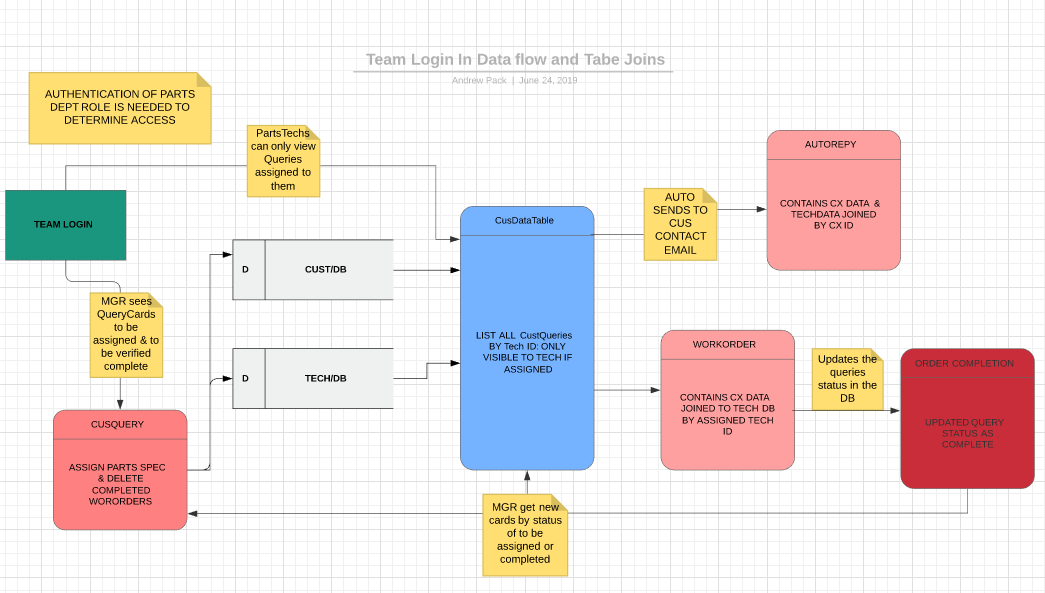 Team Login In Data flow and Tabe Joins
Andrew Pack | June 24, 2019
AUTHENTICATION OF PARTS
DEPT ROLE IS NEEDED TO
DETERMINE ACCESS
PartsTechs
can only view
Queries
assigned to
them
TEAM LOGIN
MGR sees
QueryCards
to be
assigned & to
be verified
complete
CUSQUERY
ASSIGN PARTS SPEC
& DELETE
COMPLETED
WORORDERS
D
CUST/DB
D
TECH/DB
CusDataTable
LIST ALL CustQueries
BY Tech ID: ONLY
VISIBLE TO TECH IF
ASSIGNED
MGR get new
cards by status
of to be
assigned or
completed
AUTO
SENDS TO
CUS
CONTACT
EMAIL
AUTOREPY
CONTAINS CX DATA &
TECHDATA JOINED
BY CX ID
WORKORDER
CONTAINS CX DATA
JOINED TO TECH DB
BY ASSIGNED TECH
ID
Updates the
queries
status in the
DB
ORDER COMPLETION
UPDATED QUERY
STATUS AS
COMPLETE